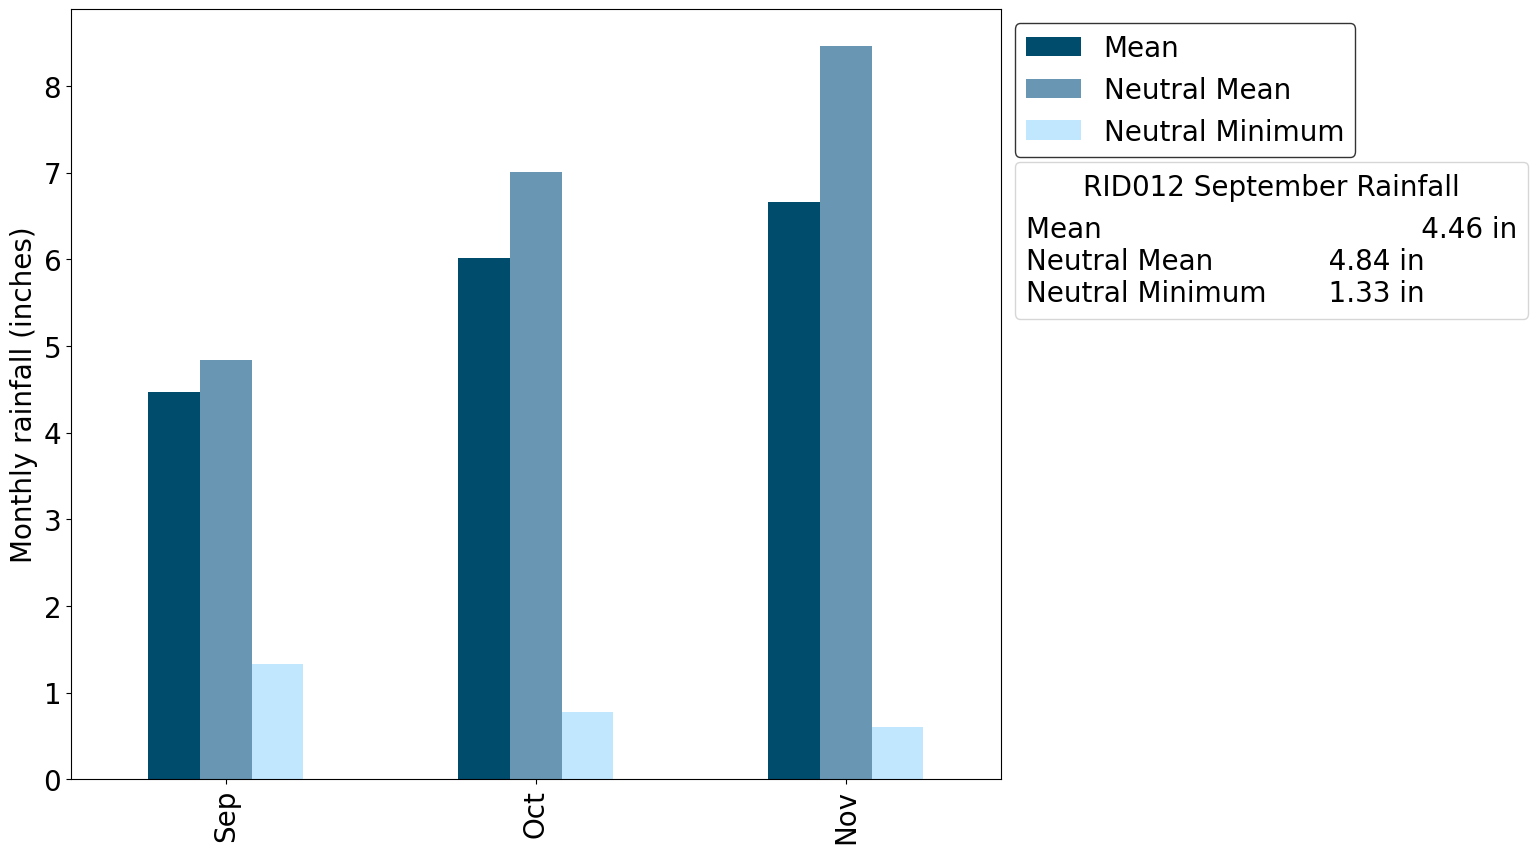 Monthly rainfall (inches)
8
7
6
5
4
3
2
1
0
Sep
Oct
Nov
Mean
Neutral Mean
Neutral Minimum
RID012 September Rainfall
Mean 4.46 in
Neutral Mean 4.84 in
Neutral Minimum 1.33 in